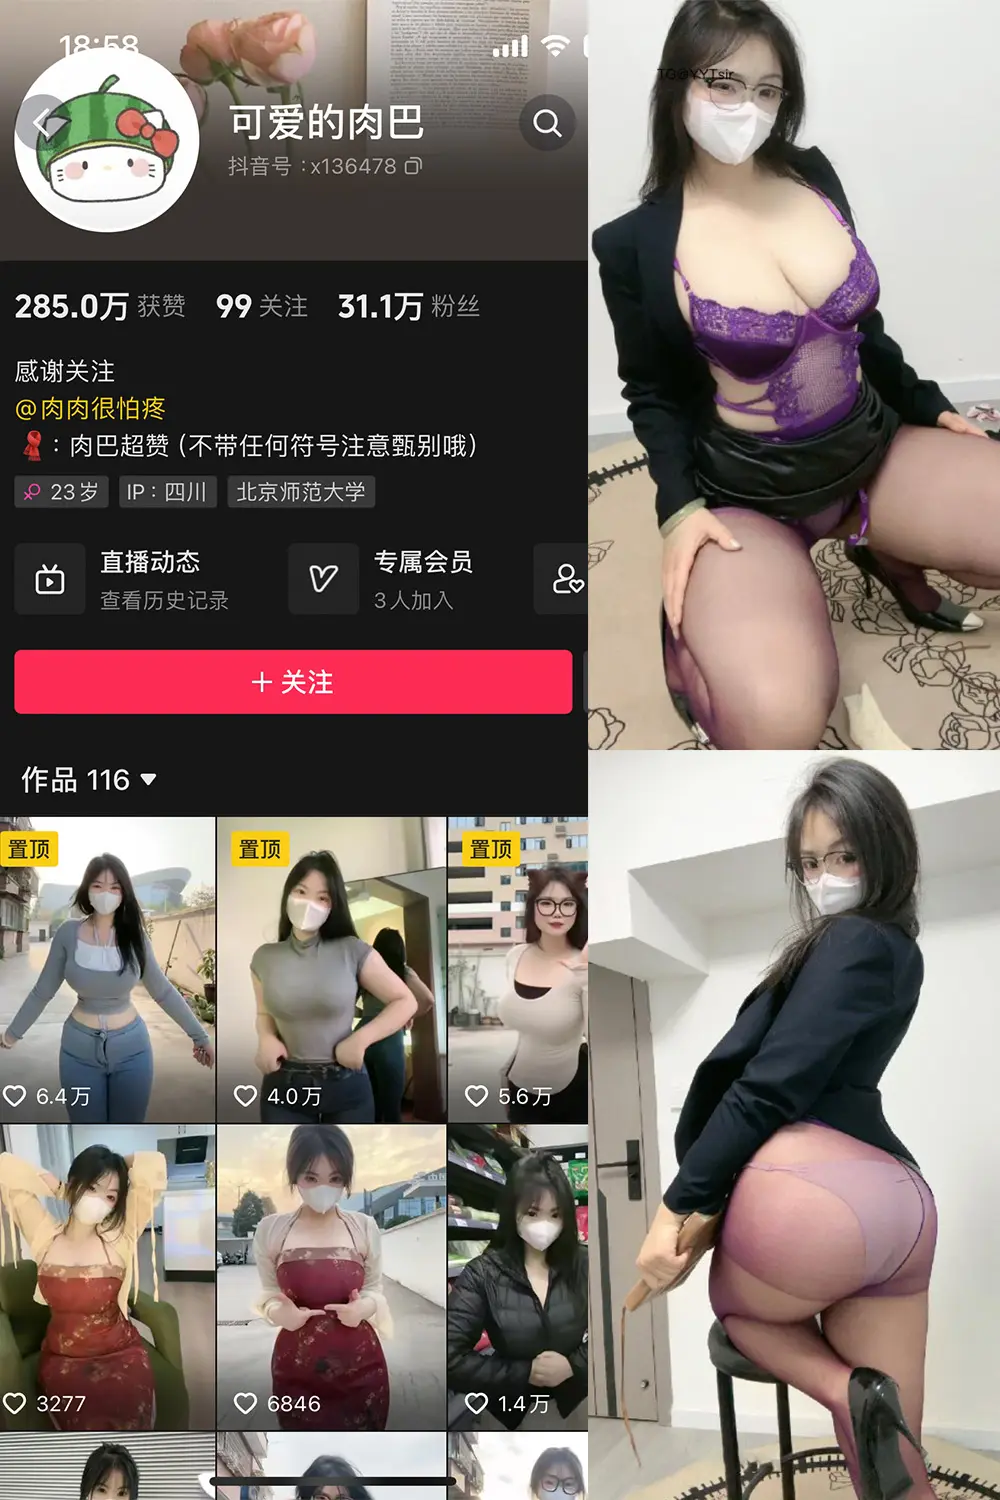 18:58
可爱的肉巴
抖音号：x136478
285.0万 获赞 99 关注 31.1万 粉丝
感谢关注
@肉肉很怕疼
：肉巴超赞 (不带任何符号注意甄别哦)
23岁 IP：四川 北京师范大学
直播动态
查看历史记录
专属会员
3人加入
+ 关注
作品 116
置顶 置顶 置顶
6.4万 4.0万 5.6万
3277 6846 1.4万
TG@YYTsir